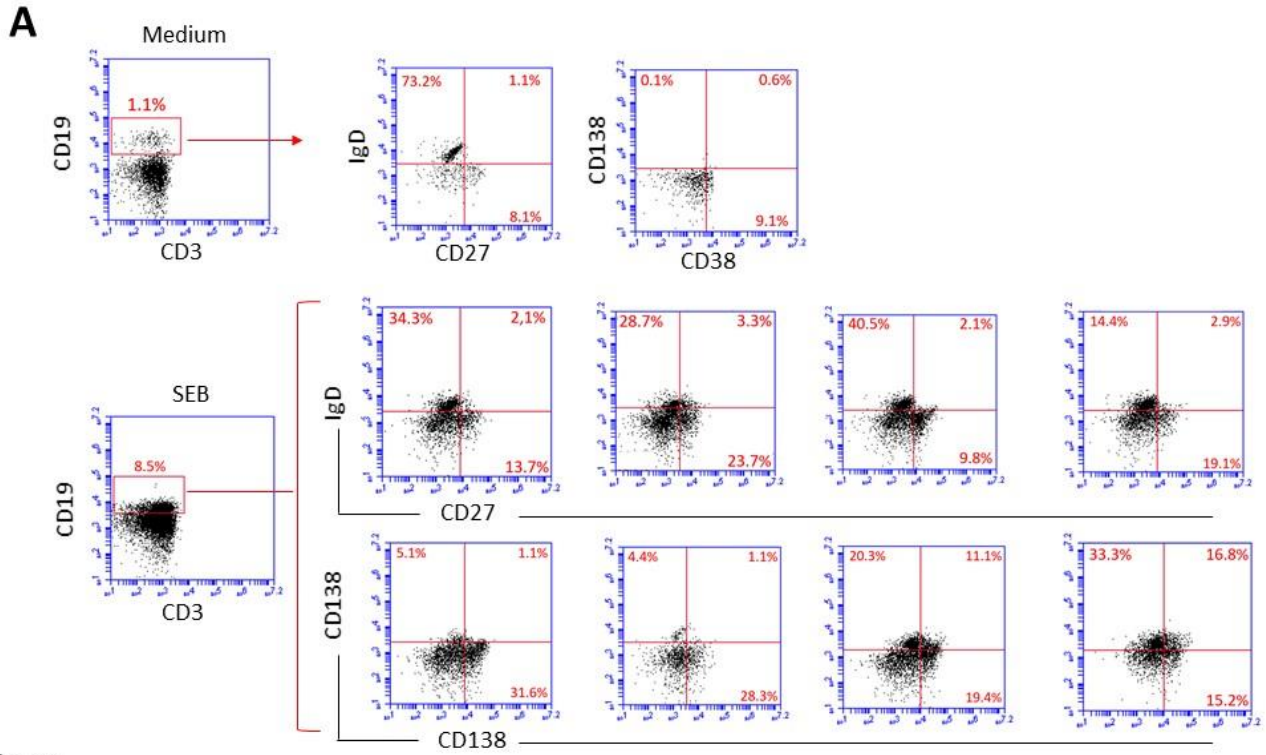 A
Medium
CD19
1.1%
CD3
IgD
73.2% 1.1%
8.1%
CD27
CD138
0.1% 0.6%
9.1%
CD38
SEB
CD19
8.5%
CD3
IgD
34.3% 2,1%
13.7%
28.7% 3.3%
23.7%
40.5% 2.1%
9.8%
14.4% 2.9%
19.1%
CD27
CD138
5.1% 1.1%
31.6%
4.4% 1.1%
28.3%
20.3% 11.1%
19.4%
33.3% 16.8%
15.2%
CD138